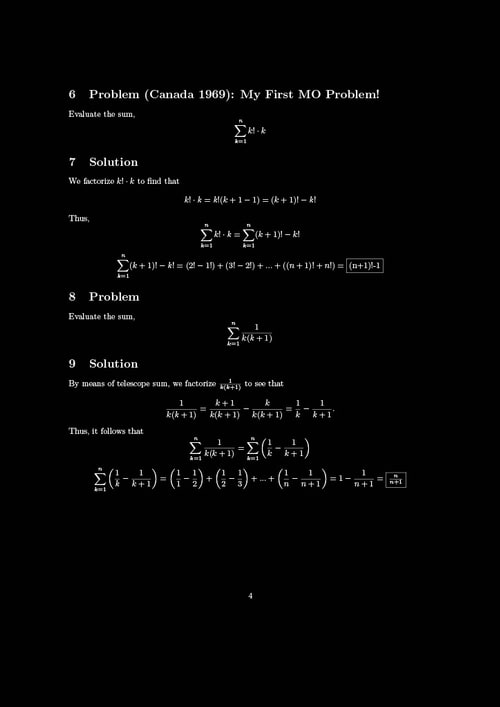 6 Problem (Canada 1969): My First MO Problem!
Evaluate the sum,
$$\sum_{k=1}^{n} k! \cdot k$$
7 Solution
We factorize $k! \cdot k$ to find that
$$k! \cdot k = k!(k+1-1) = (k+1)! - k!$$
Thus,
$$\sum_{k=1}^{n} k! \cdot k = \sum_{k=1}^{n} (k+1)! - k!$$
$$\sum_{k=1}^{n} (k+1)! - k! = (2! - 1!) + (3! - 2!) + ... + ((n+1)! + n!) = \boxed{\text{(n+1)!-1}}$$
8 Problem
Evaluate the sum,
$$\sum_{k=1}^{n} \frac{1}{k(k+1)}$$
9 Solution
By means of telescope sum, we factorize $\frac{1}{k(k+1)}$ to see that
$$\frac{1}{k(k+1)} = \frac{k+1}{k(k+1)} - \frac{k}{k(k+1)} = \frac{1}{k} - \frac{1}{k+1}.$$
Thus, it follows that
$$\sum_{k=1}^{n} \frac{1}{k(k+1)} = \sum_{k=1}^{n} \left(\frac{1}{k} - \frac{1}{k+1}\right)$$
$$\sum_{k=1}^{n} \left(\frac{1}{k} - \frac{1}{k+1}\right) = \left(\frac{1}{1} - \frac{1}{2}\right) + \left(\frac{1}{2} - \frac{1}{3}\right) + ... + \left(\frac{1}{n} - \frac{1}{n+1}\right) = 1 - \frac{1}{n+1} = \boxed{\frac{n}{n+1}}$$
4